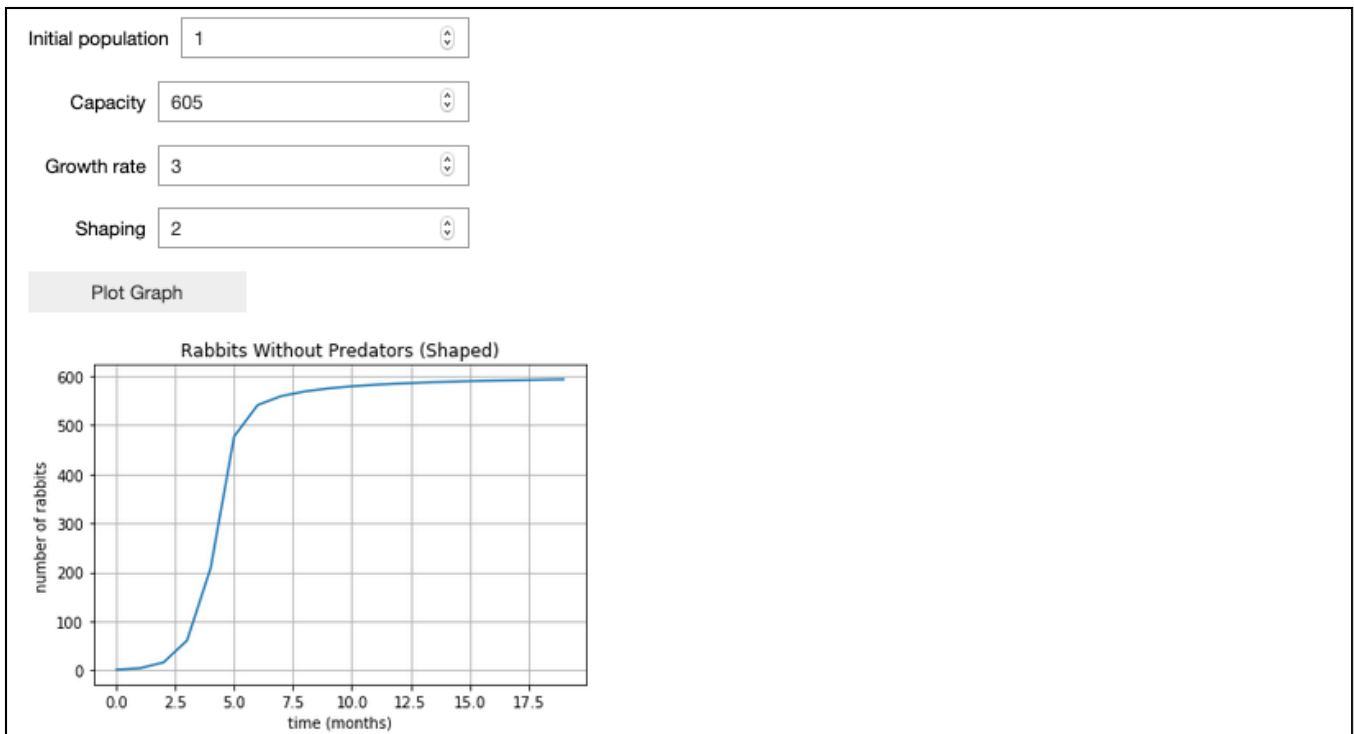 Initial population 1
Capacity 605
Growth rate 3
Shaping 2
Plot Graph
Rabbits Without Predators (Shaped)
600
500
400
300
200
100
0
number of rabbits
0.0 2.5 5.0 7.5 10.0 12.5 15.0 17.5
time (months)